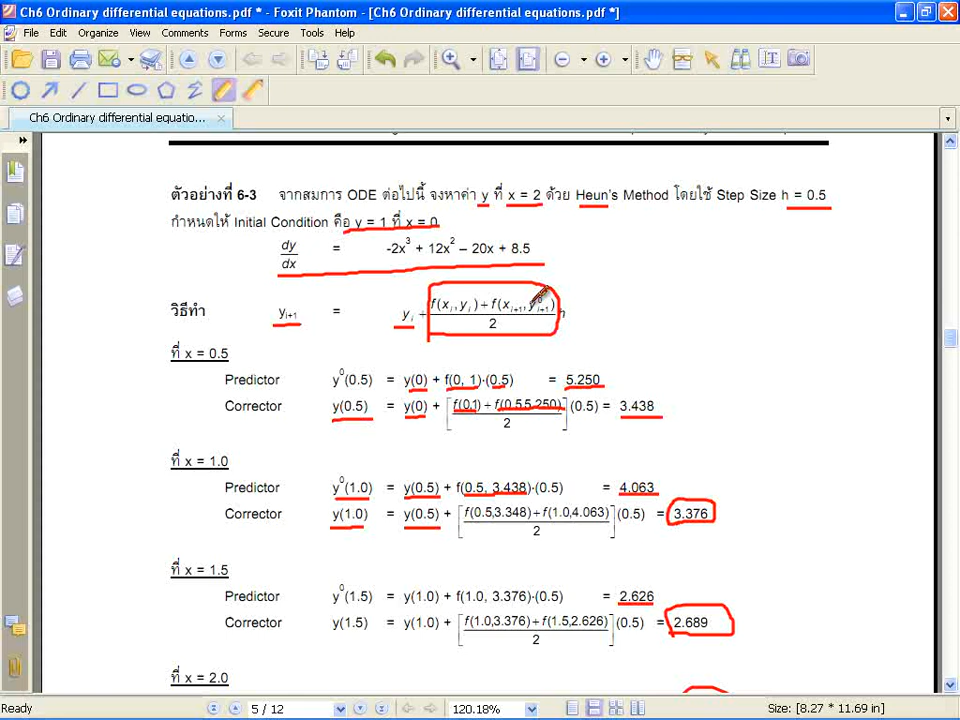 Ch6 Ordinary differential equations.pdf * - Foxit Phantom - [Ch6 Ordinary differential equations.pdf *]
File Edit Organize View Comments Forms Secure Tools Help
Ch6 Ordinary differential equatio...
ตัวอย่างที่ 6-3 จากสมการ ODE ต่อไปนี้ จงหาค่า y ที่ x = 2 ด้วย Heun's Method โดยใช้ Step Size h = 0.5
กำหนดให้ Initial Condition คือ y = 1 ที่ x = 0
dy/dx = -2x³ + 12x² – 20x + 8.5
วิธีทำ yᵢ₊₁ = yᵢ + (f(xᵢ, yᵢ) + f(xᵢ₊₁, y⁰ᵢ₊₁))/2 h
ที่ x = 0.5
Predictor y⁰(0.5) = y(0) + f(0, 1)·(0.5) = 5.250
Corrector y(0.5) = y(0) + [(f(0,1) + f(0.5,5.250))/2](0.5) = 3.438
ที่ x = 1.0
Predictor y⁰(1.0) = y(0.5) + f(0.5, 3.438)·(0.5) = 4.063
Corrector y(1.0) = y(0.5) + [(f(0.5,3.348) + f(1.0,4.063))/2](0.5) = 3.376
ที่ x = 1.5
Predictor y⁰(1.5) = y(1.0) + f(1.0, 3.376)·(0.5) = 2.626
Corrector y(1.5) = y(1.0) + [(f(1.0,3.376) + f(1.5,2.626))/2](0.5) = 2.689
ที่ x = 2.0
Ready 5 / 12 120.18% Size: [8.27 * 11.69 in]